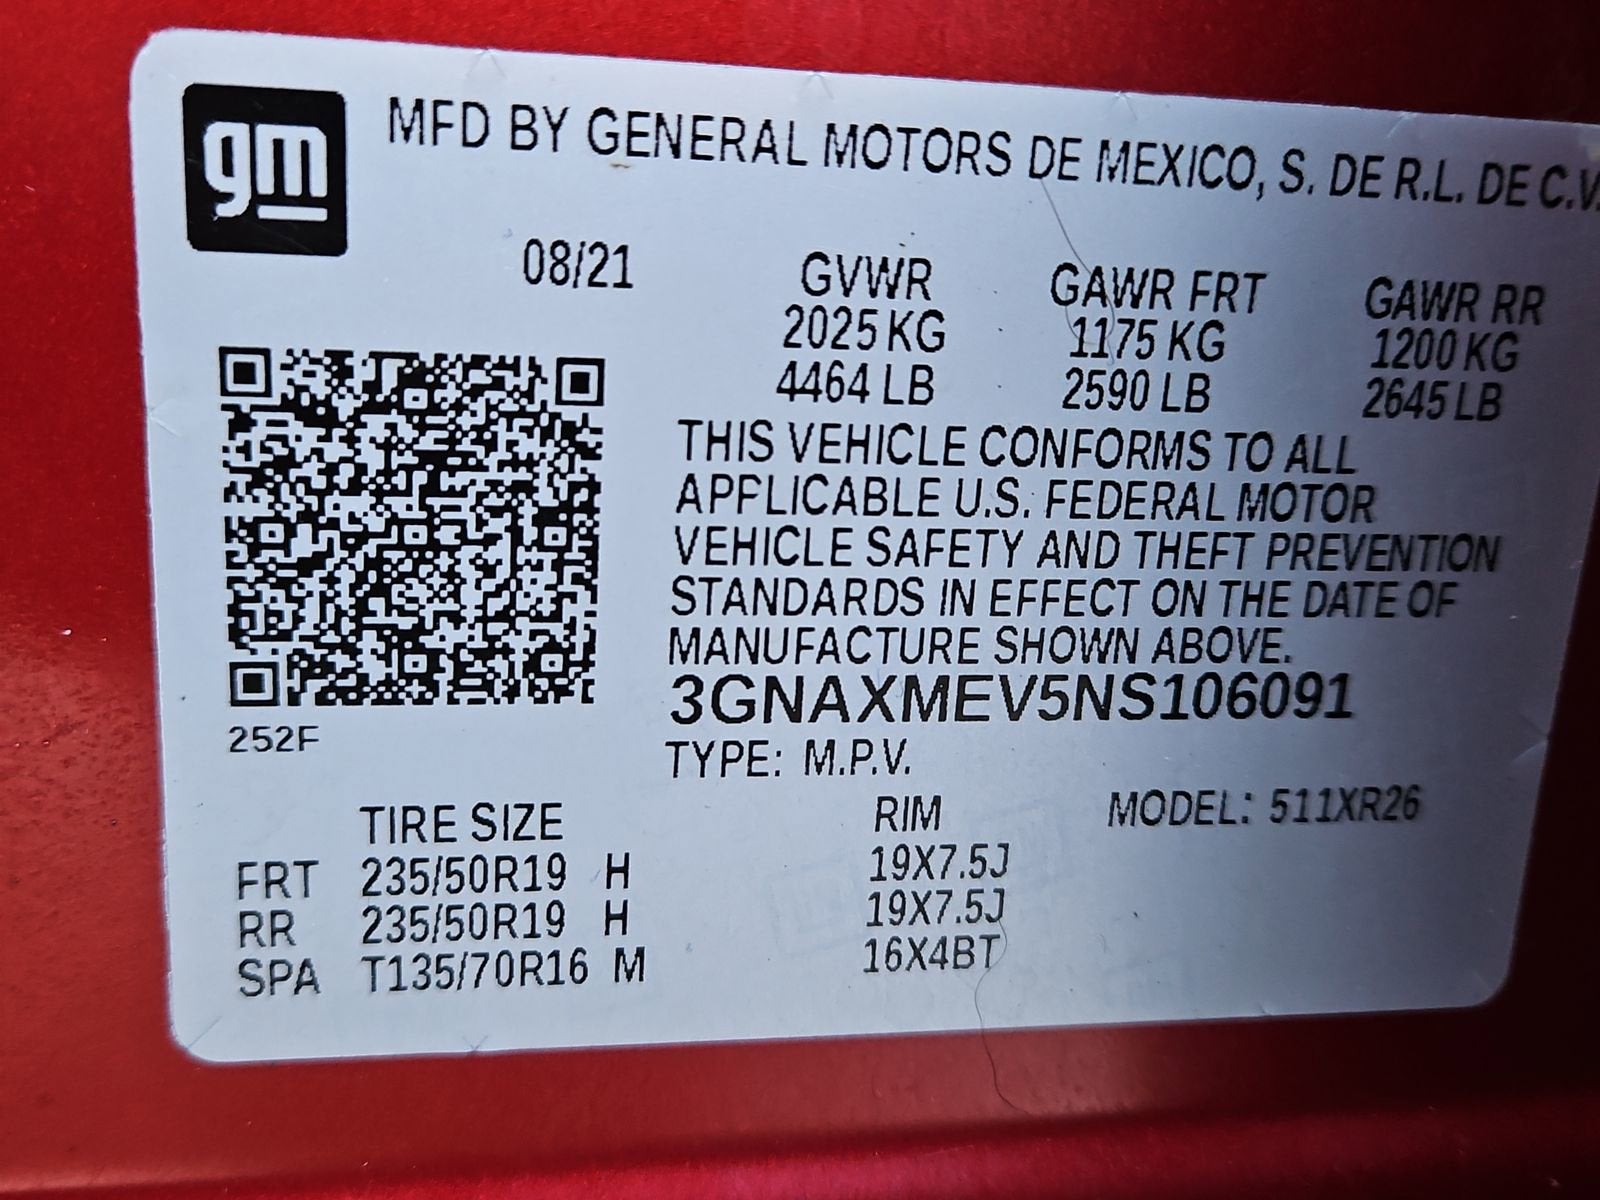 gm
MFD BY GENERAL MOTORS DE MEXICO, S. DE R.L. DE C.V.
08/21
GVWR GAWR FRT GAWR RR
2025 KG 1175 KG 1200 KG
4464 LB 2590 LB 2645 LB
THIS VEHICLE CONFORMS TO ALL
APPLICABLE U.S. FEDERAL MOTOR
VEHICLE SAFETY AND THEFT PREVENTION
STANDARDS IN EFFECT ON THE DATE OF
MANUFACTURE SHOWN ABOVE.
3GNAXMEV5NS106091
252F
TYPE: M.P.V.
TIRE SIZE RIM MODEL: 511XR26
FRT 235/50R19 H 19X7.5J
RR 235/50R19 H 19X7.5J
SPA T135/70R16 M 16X4BT